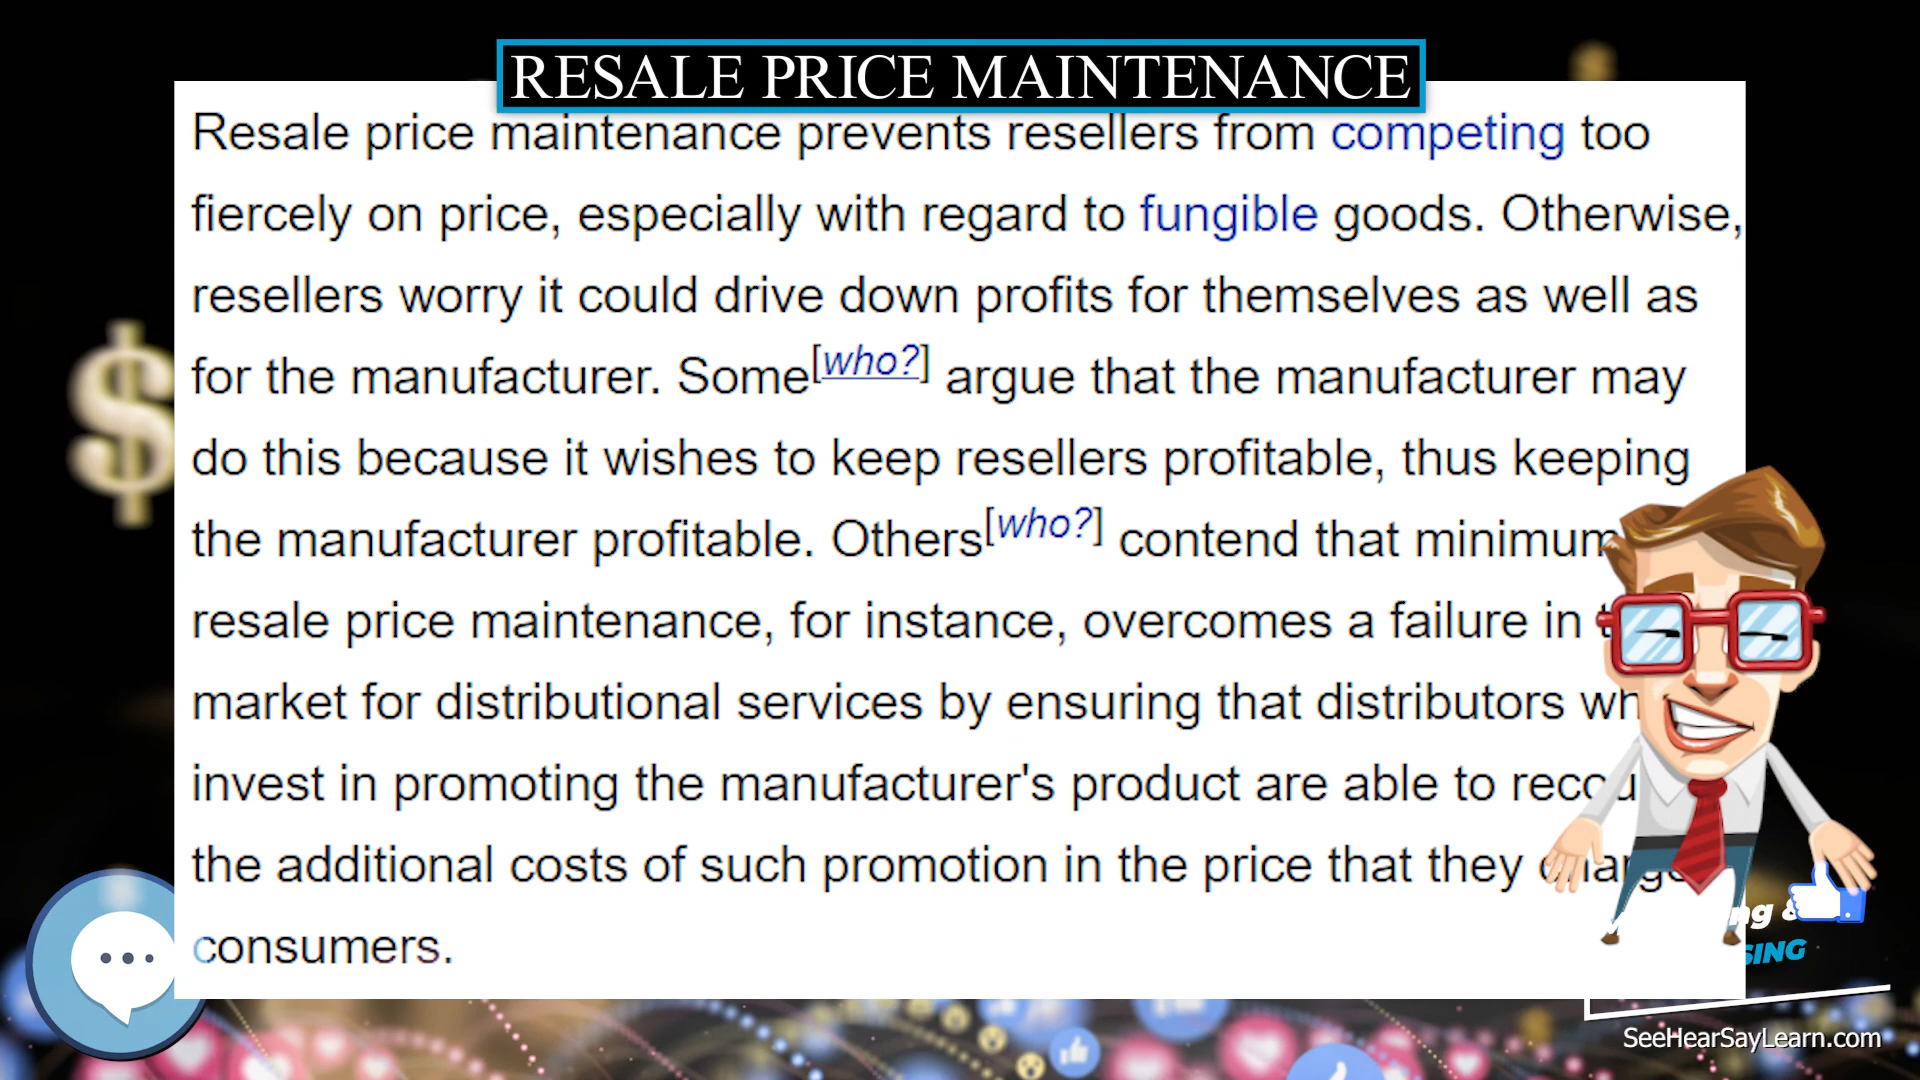 RESALE PRICE MAINTENANCE
Resale price maintenance prevents resellers from competing too
fiercely on price, especially with regard to fungible goods. Otherwise,
resellers worry it could drive down profits for themselves as well as
for the manufacturer. Some[who?] argue that the manufacturer may
do this because it wishes to keep resellers profitable, thus keeping
the manufacturer profitable. Others[who?] contend that minimum
resale price maintenance, for instance, overcomes a failure in
market for distributional services by ensuring that distributors
invest in promoting the manufacturer's product are able to
the additional costs of such promotion in the price that they
consumers.
SeeHearSayLearn.com